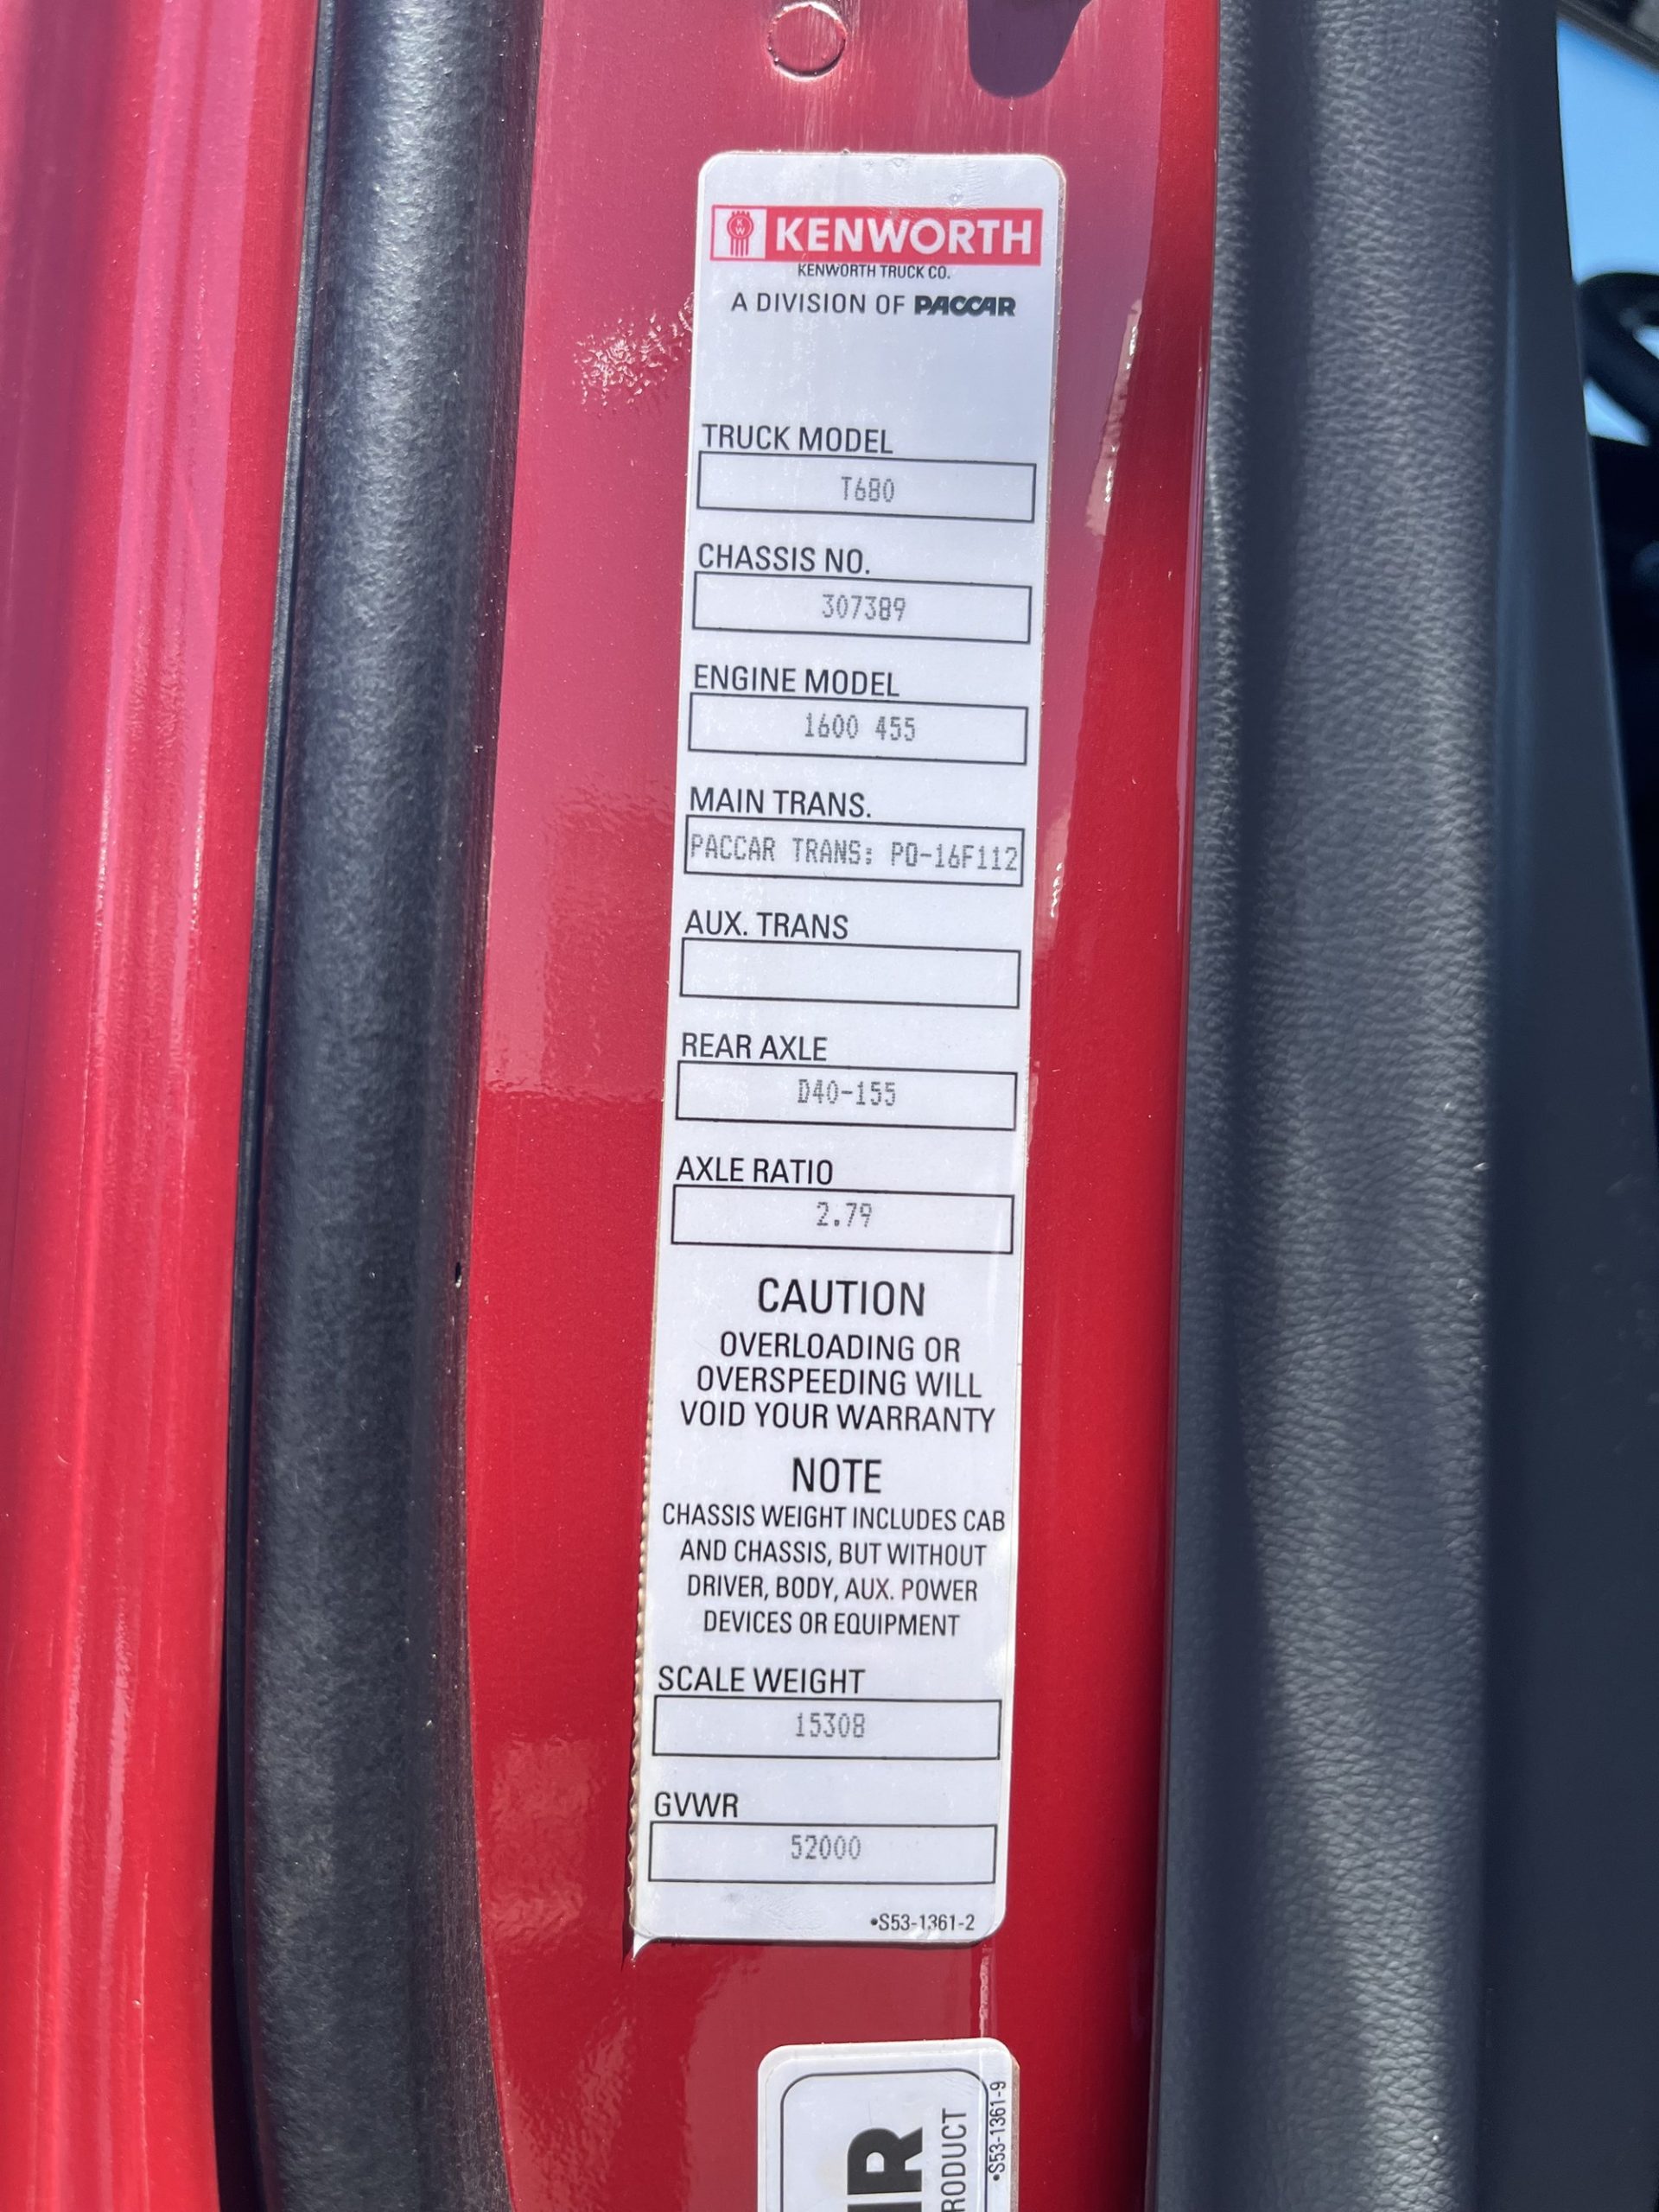 KW KENWORTH
KENWORTH TRUCK CO.
A DIVISION OF PACCAR
TRUCK MODEL
T680
CHASSIS NO.
307389
ENGINE MODEL
1600 455
MAIN TRANS.
PACCAR TRANS: PO-16F112
AUX. TRANS
REAR AXLE
D40-155
AXLE RATIO
2.79
CAUTION
OVERLOADING OR
OVERSPEEDING WILL
VOID YOUR WARRANTY
NOTE
CHASSIS WEIGHT INCLUDES CAB
AND CHASSIS, BUT WITHOUT
DRIVER, BODY, AUX. POWER
DEVICES OR EQUIPMENT
SCALE WEIGHT
15308
GVWR
52000
•S53-1361-2
•S53-1361-9